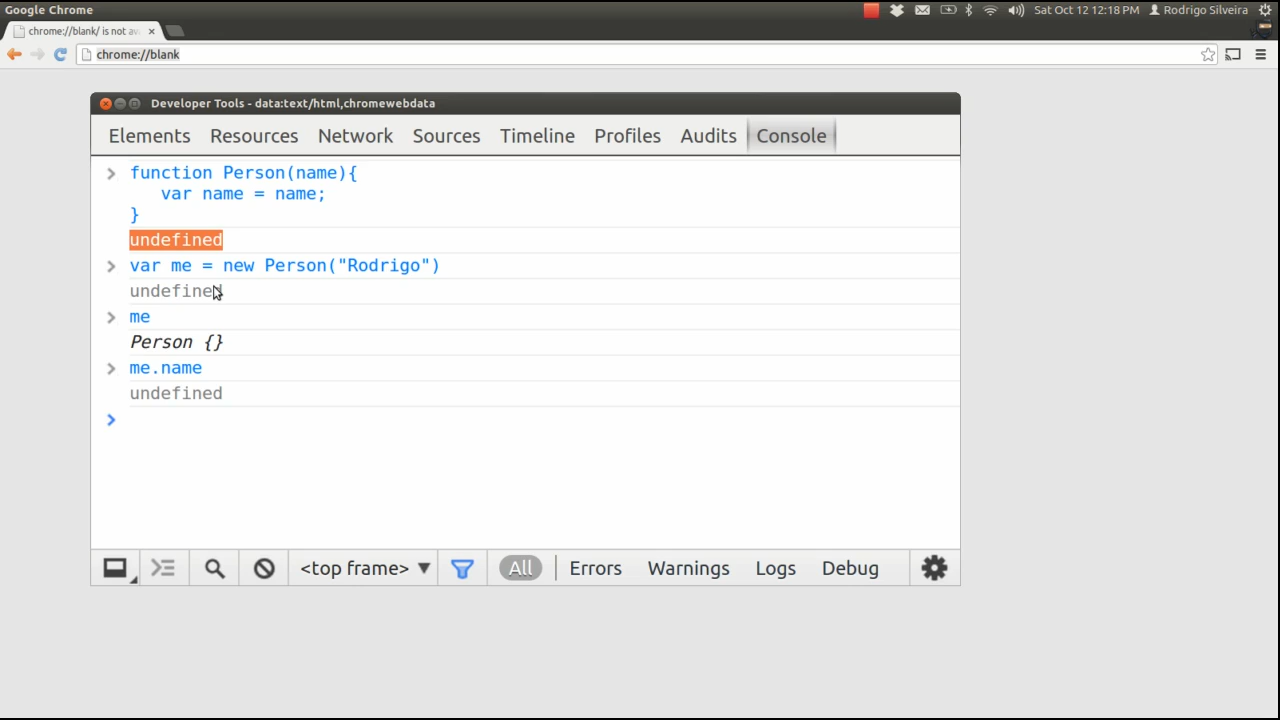 Google Chrome
Sat Oct 12 12:18 PM Rodrigo Silveira
chrome://blank/ is not av
chrome://blank
Developer Tools - data:text/html,chromewebdata
Elements Resources Network Sources Timeline Profiles Audits Console
function Person(name){
var name = name;
}
undefined
var me = new Person("Rodrigo")
undefined
me
Person {}
me.name
undefined
<top frame> All Errors Warnings Logs Debug